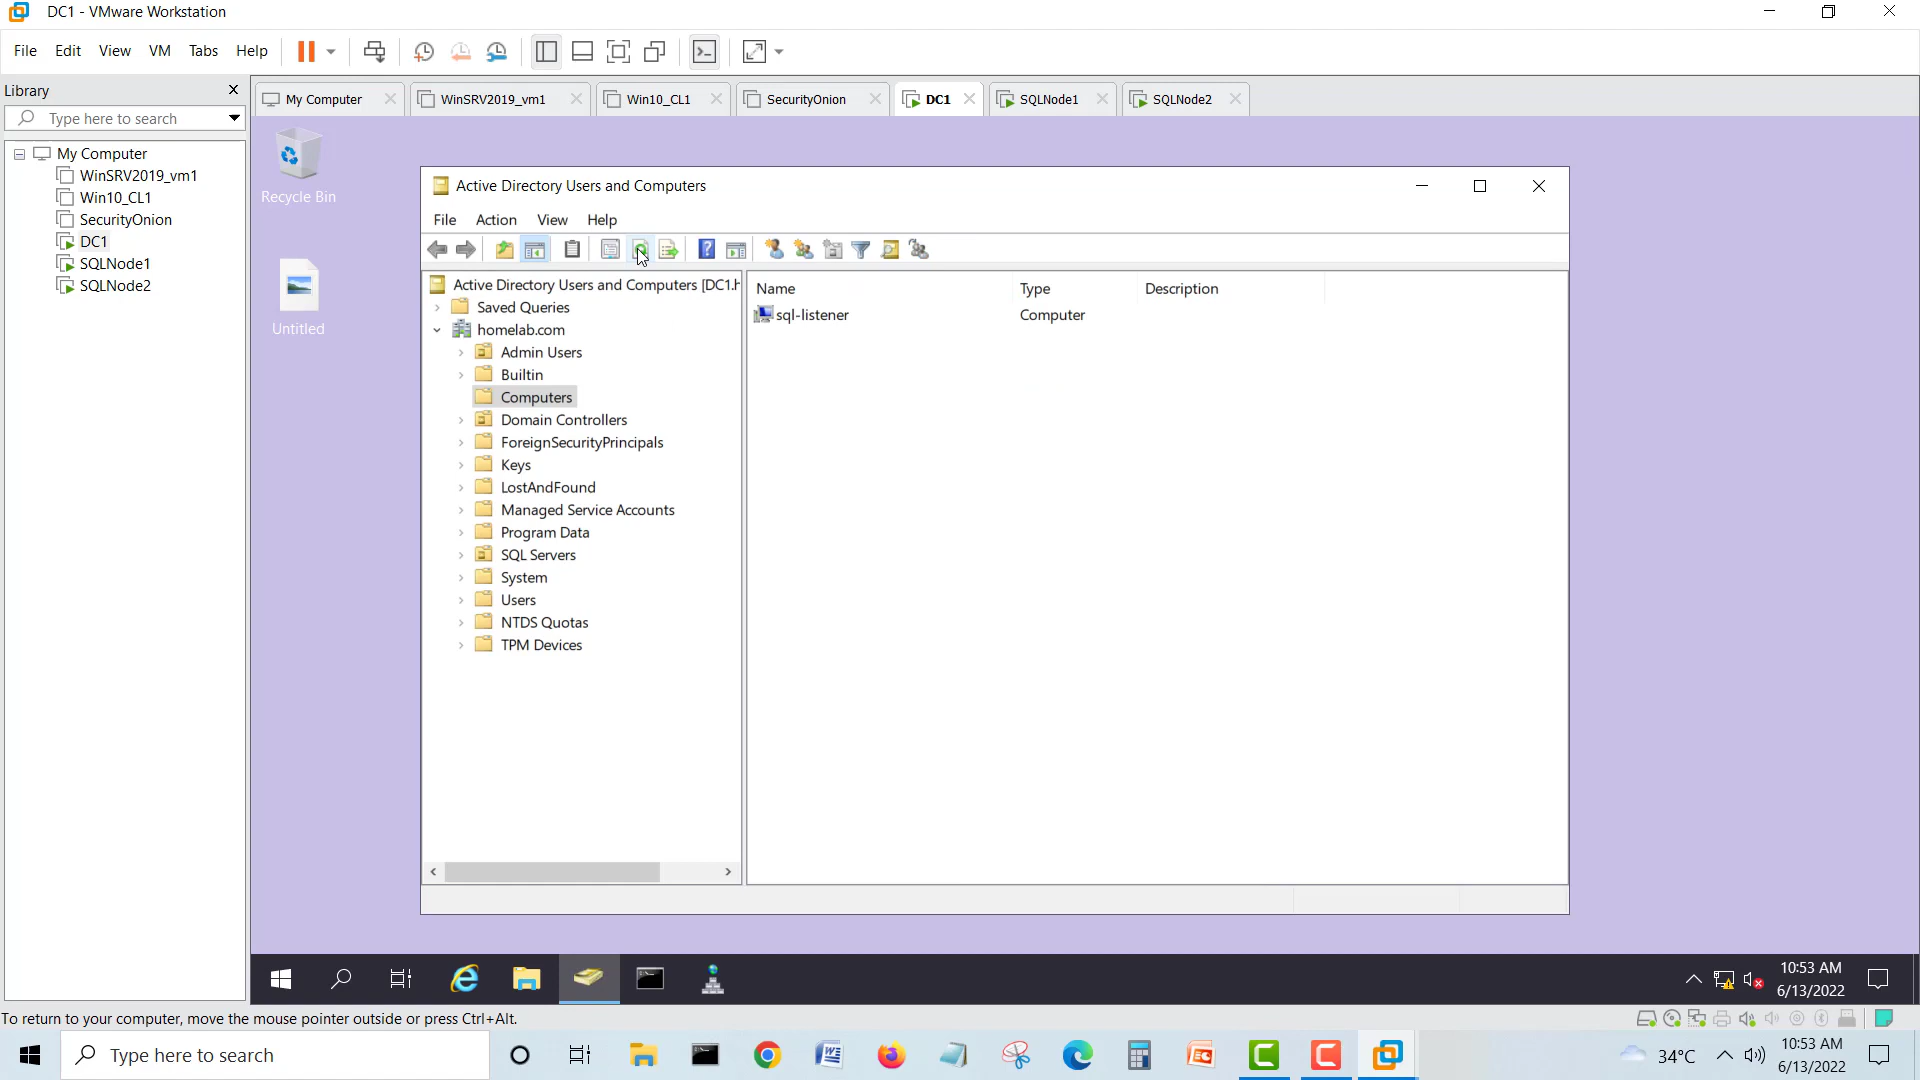 DC1 - VMware Workstation
File Edit View VM Tabs Help
Library
Type here to search
My Computer
WinSRV2019_vm1
Win10_CL1
SecurityOnion
DC1
SQLNode1
SQLNode2
My Computer WinSRV2019_vm1 Win10_CL1 SecurityOnion DC1 SQLNode1 SQLNode2
Recycle Bin
Untitled
Active Directory Users and Computers
File Action View Help
Active Directory Users and Computers [DC1.h
Saved Queries
homelab.com
Admin Users
Builtin
Computers
Domain Controllers
ForeignSecurityPrincipals
Keys
LostAndFound
Managed Service Accounts
Program Data
SQL Servers
System
Users
NTDS Quotas
TPM Devices
Name Type Description
sql-listener Computer
10:53 AM
6/13/2022
To return to your computer, move the mouse pointer outside or press Ctrl+Alt.
Type here to search
34°C
10:53 AM
6/13/2022